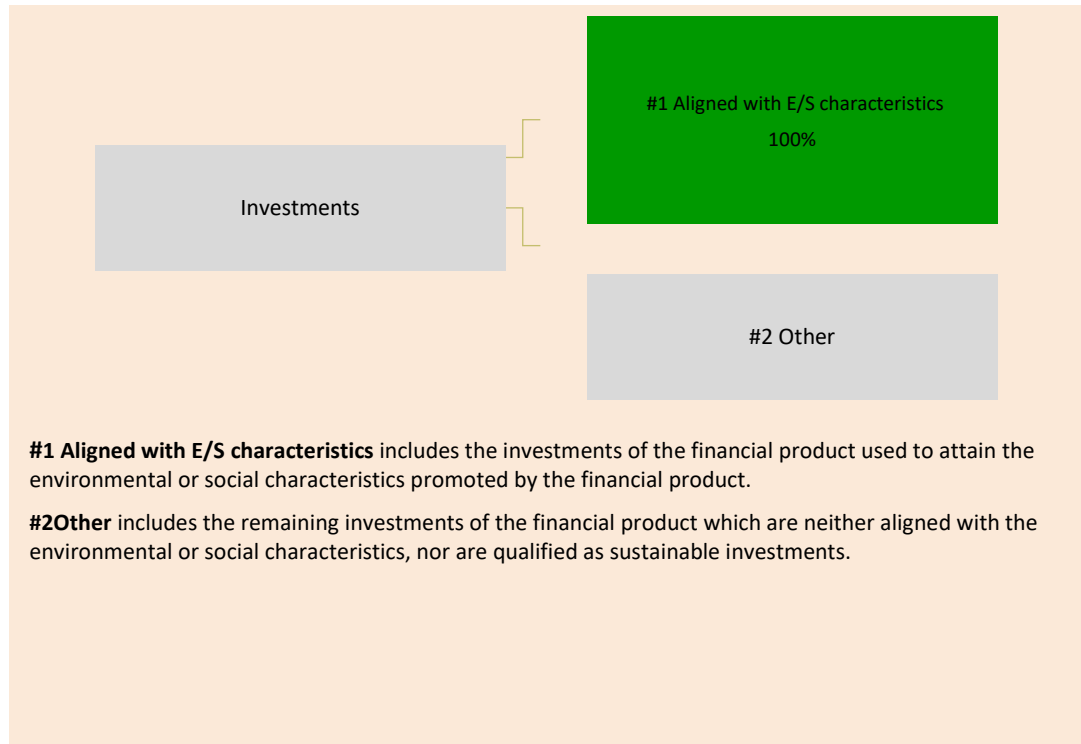 #1 Aligned with E/S characteristics
100%
Investments
#2 Other
#1 Aligned with E/S characteristics includes the investments of the financial product used to attain the
environmental or social characteristics promoted by the financial product.
#2Other includes the remaining investments of the financial product which are neither aligned with the
environmental or social characteristics, nor are qualified as sustainable investments.